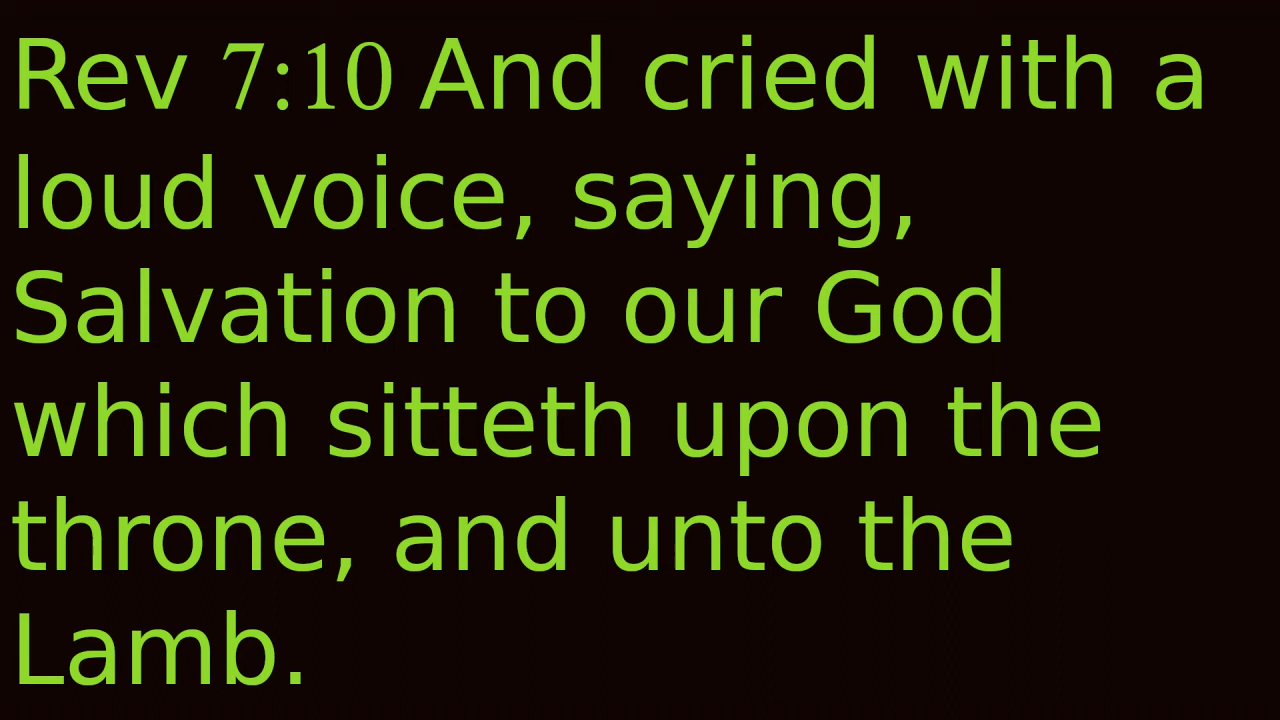 Rev 7:10 And cried with a
loud voice, saying,
Salvation to our God
which sitteth upon the
throne, and unto the
Lamb.